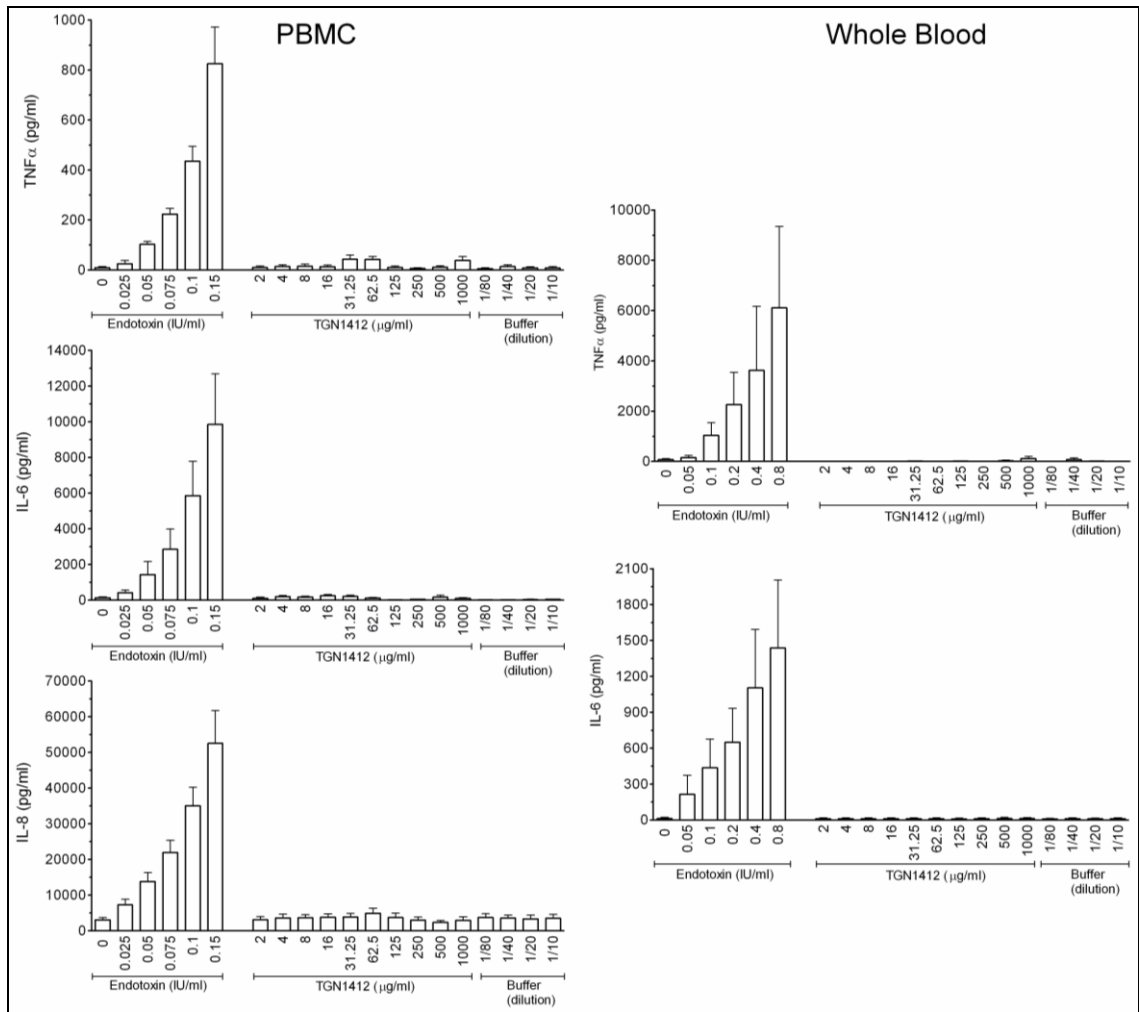 PBMC
Whole Blood
TNFα (pg/ml)
1000
800
600
400
200
0
0 0.025 0.05 0.075 0.1 0.15 2 4 8 16 31.25 62.5 125 250 500 1000 1/80 1/40 1/20 1/10
Endotoxin (IU/ml) TGN1412 (μg/ml) Buffer
(dilution)
IL-6 (pg/ml)
14000
12000
10000
8000
6000
4000
2000
0
0 0.025 0.05 0.075 0.1 0.15 2 4 8 16 31.25 62.5 125 250 500 1000 1/80 1/40 1/20 1/10
Endotoxin (IU/ml) TGN1412 (μg/ml) Buffer
(dilution)
IL-8 (pg/ml)
70000
60000
50000
40000
30000
20000
10000
0
0 0.025 0.05 0.075 0.1 0.15 2 4 8 16 31.25 62.5 125 250 500 1000 1/80 1/40 1/20 1/10
Endotoxin (IU/ml) TGN1412 (μg/ml) Buffer
(dilution)
TNFα (pg/ml)
10000
8000
6000
4000
2000
0
0 0.05 0.1 0.2 0.4 0.8 2 4 8 16 31.25 62.5 125 250 500 1000 1/80 1/40 1/20 1/10
Endotoxin (IU/ml) TGN1412 (μg/ml) Buffer
(dilution)
IL-6 (pg/ml)
2100
1800
1500
1200
900
600
300
0
0 0.05 0.1 0.2 0.4 0.8 2 4 8 16 31.25 62.5 125 250 500 1000 1/80 1/40 1/20 1/10
Endotoxin (IU/ml) TGN1412 (μg/ml) Buffer
(dilution)